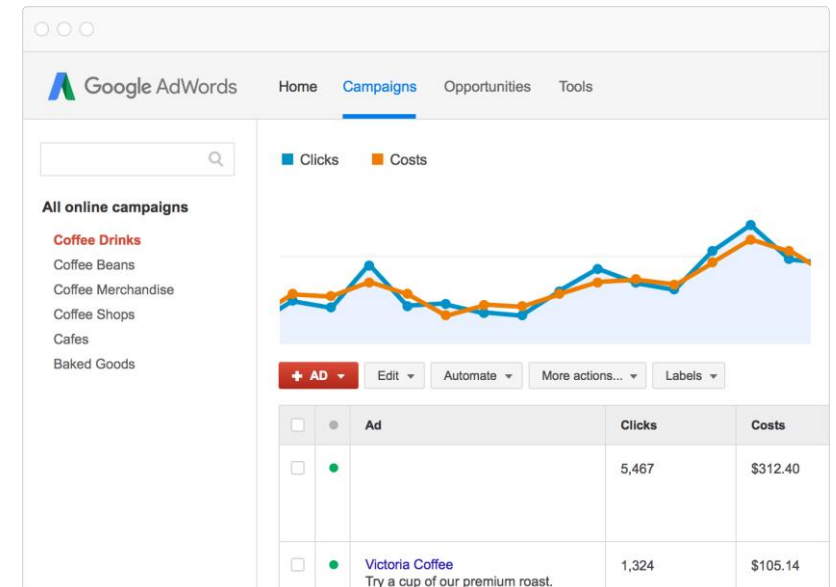 Google AdWords Home Campaigns Opportunities Tools
Clicks Costs
All online campaigns
Coffee Drinks
Coffee Beans
Coffee Merchandise
Coffee Shops
Cafes
Baked Goods
+ AD Edit Automate More actions... Labels
Ad Clicks Costs
5,467 $312.40
Victoria Coffee 1,324 $105.14
Try a cup of our premium roast.